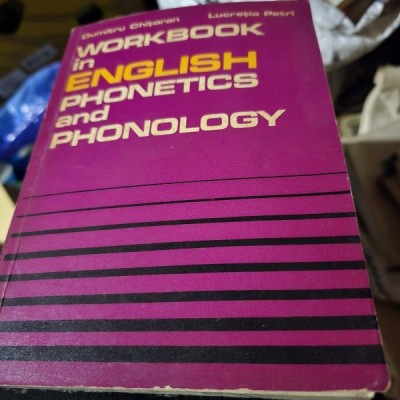 Dumitru Chiţoran Lucreţia Petri
WORKBOOK
in
ENGLISH
PHONETICS
and
PHONOLOGY